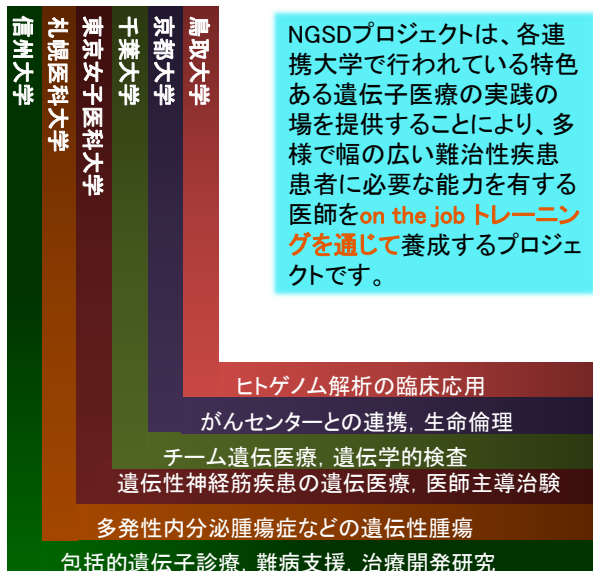 信州大学
札幌医科大学
東京女子医科大学
千葉大学
京都大学
鳥取大学
NGSDプロジェクトは、各連
携大学で行われている特色
ある遺伝子医療の実践の
場を提供することにより、多
様で幅の広い難治性疾患
患者に必要な能力を有する
医師をon the job トレーニン
グを通じて養成するプロジェ
クトです。
ヒトゲノム解析の臨床応用
がんセンターとの連携, 生命倫理
チーム遺伝医療, 遺伝学的検査
遺伝性神経筋疾患の遺伝医療, 医師主導治験
多発性内分泌腫瘍症などの遺伝性腫瘍
包括的遺伝子診療, 難病支援, 治療開発研究